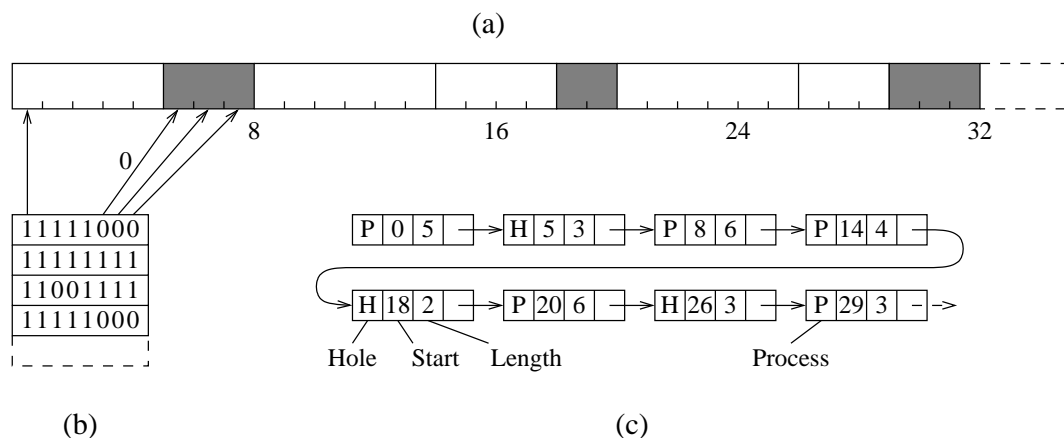 (a)
8 16 24 32
0
11111000
11111111
11001111
11111000
P 0 5 H 5 3 P 8 6 P 14 4
H 18 2 P 20 6 H 26 3 P 29 3
Hole Start Length Process
(b) (c)